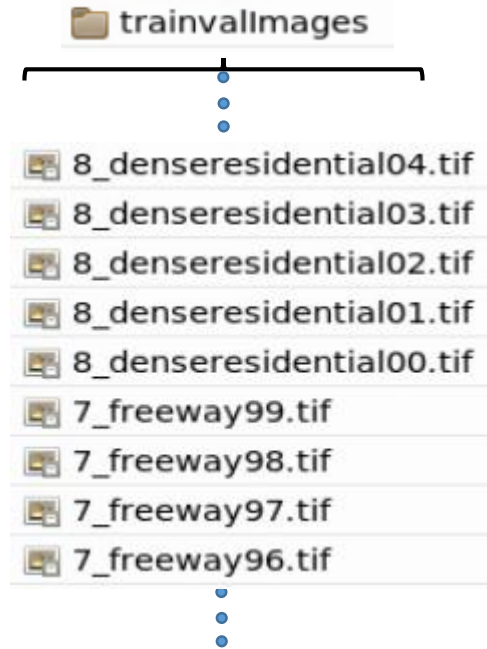 trainvalImages
8_denseresidential04.tif
8_denseresidential03.tif
8_denseresidential02.tif
8_denseresidential01.tif
8_denseresidential00.tif
7_freeway99.tif
7_freeway98.tif
7_freeway97.tif
7_freeway96.tif